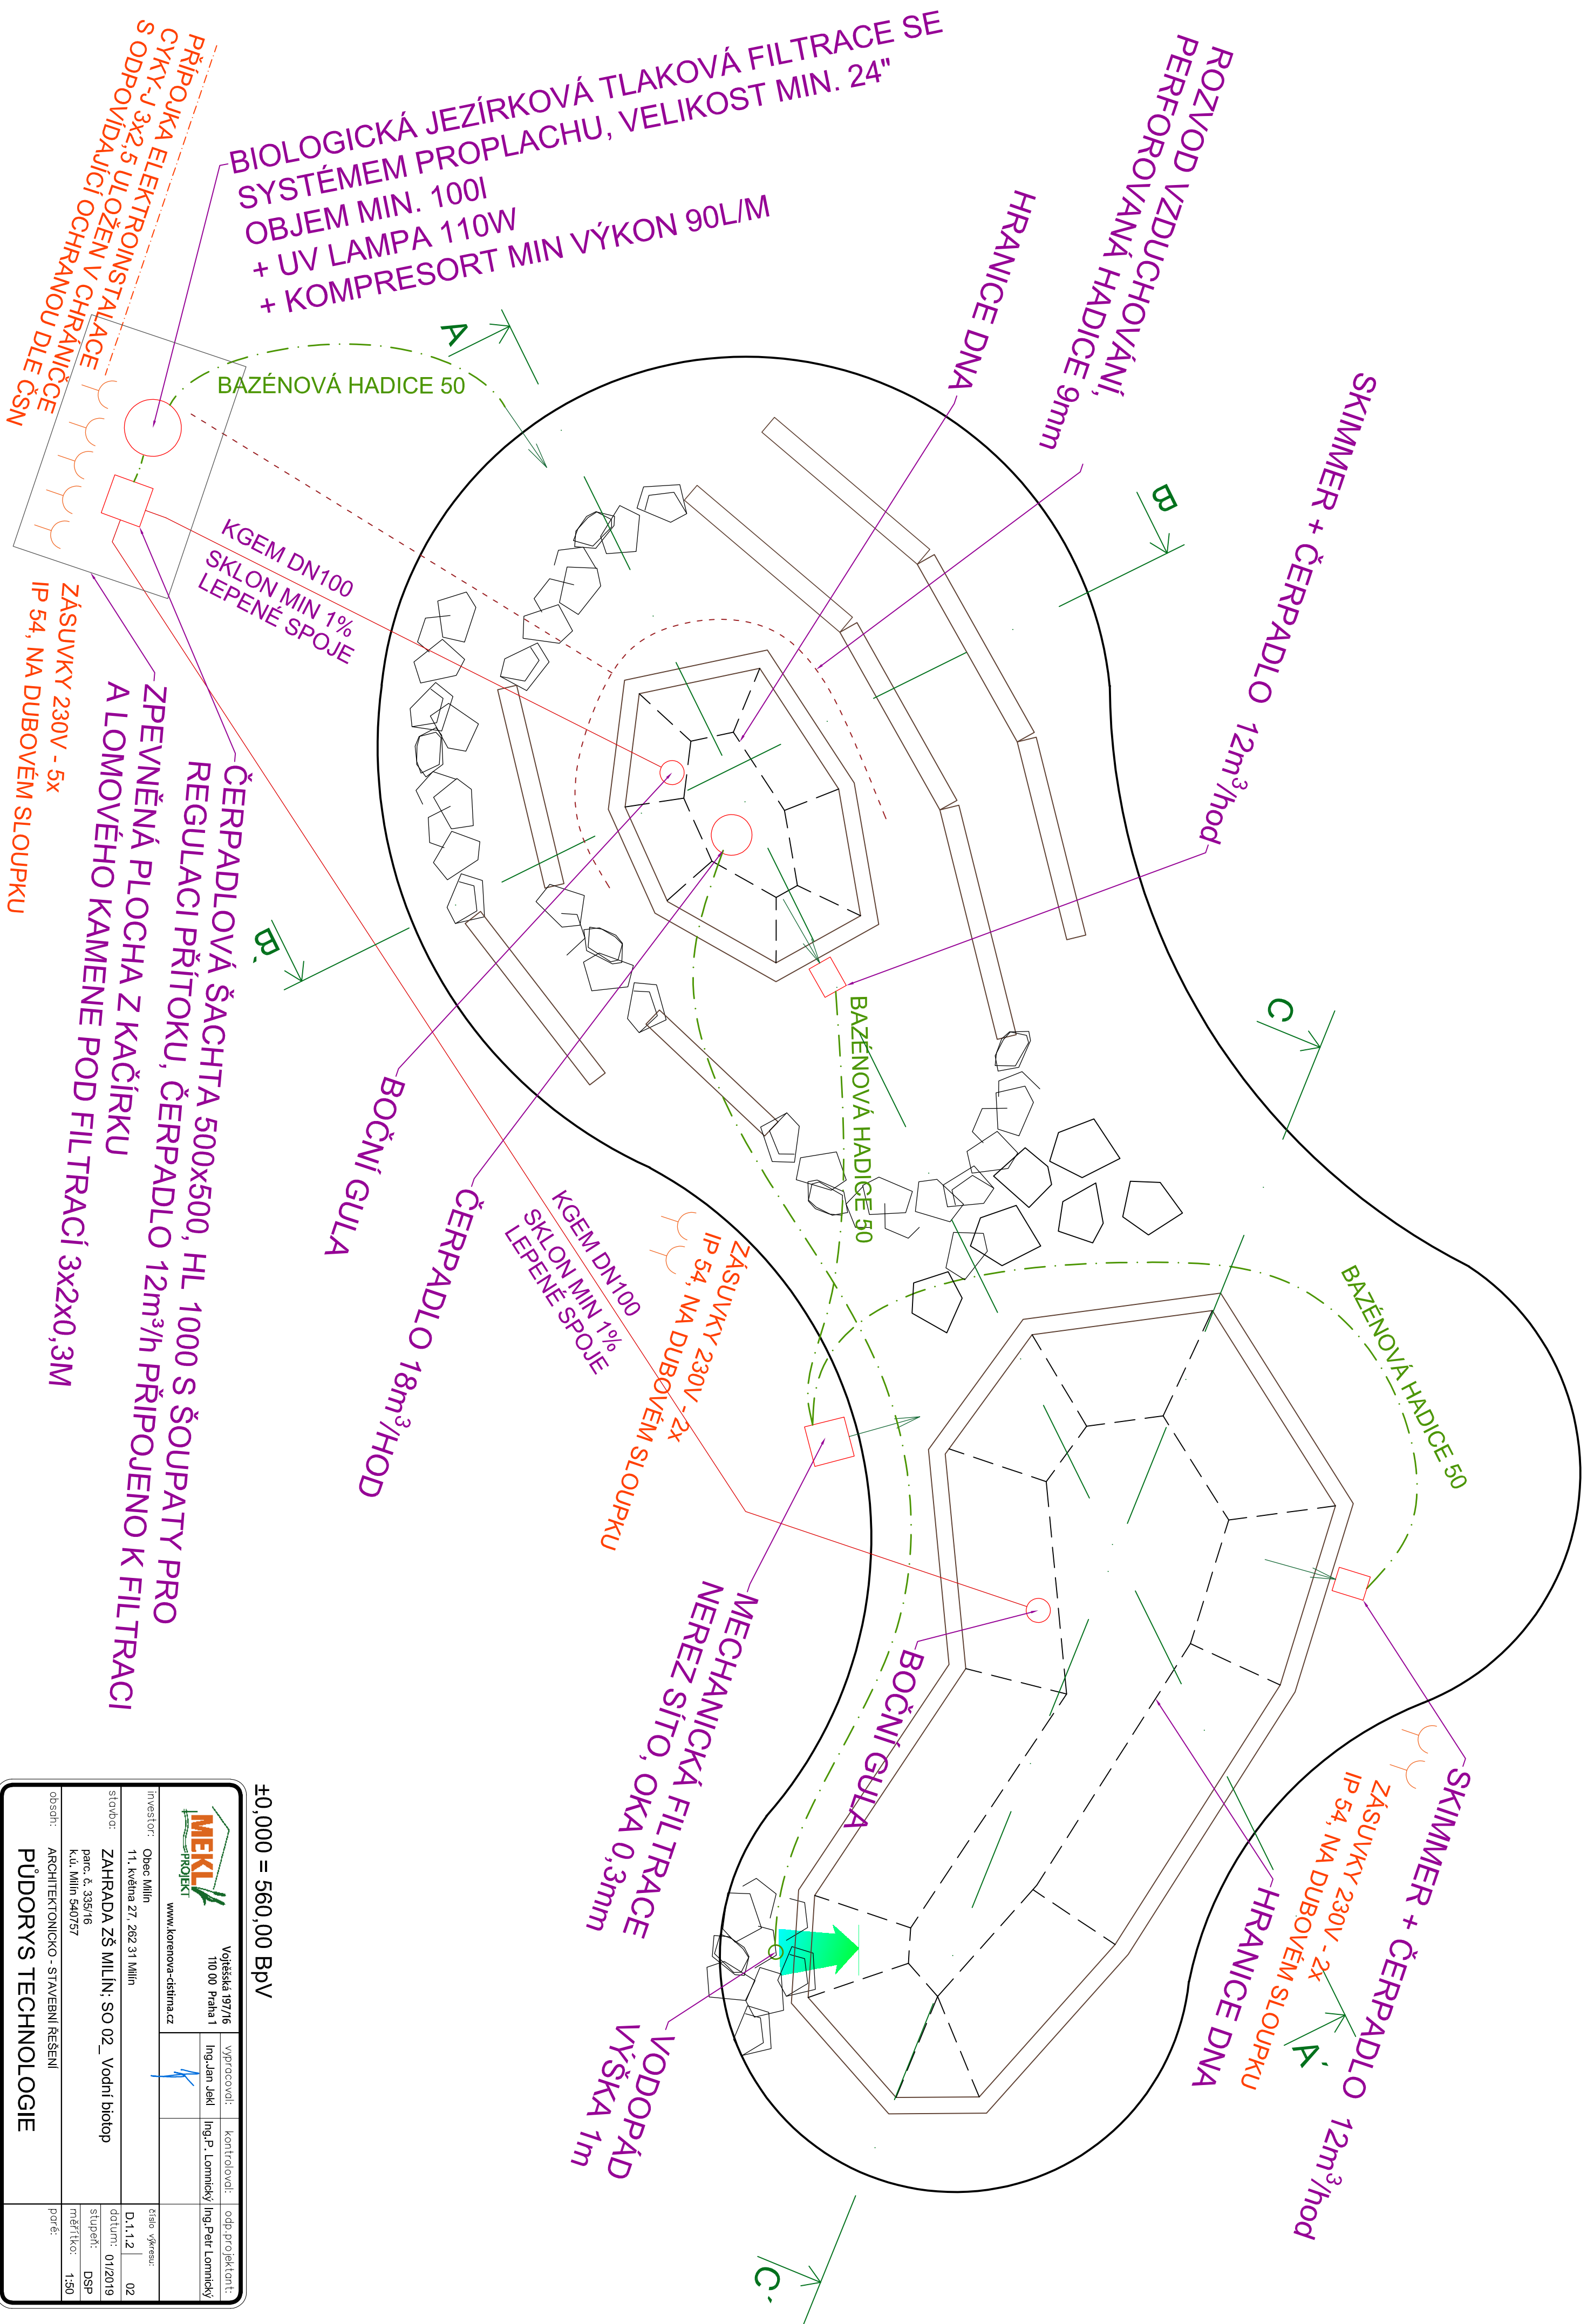 BIOLOGICKÁ JEZÍRKOVÁ TLAKOVÁ FILTRACE SE
SYSTÉMEM PROPLACHU, VELIKOST MIN. 24"
OBJEM MIN. 100l
+ UV LAMPA 110W
+ KOMPRESORT MIN VÝKON 90L/M
PŘÍPOJKA ELEKTROINSTALACE
CYKY-J 3x2,5 ULOŽEN V CHRÁNIČCE
S ODPOVÍDAJÍCÍ OCHRANOU DLE ČSN
ROZVOD VZDUCHOVÁNÍ,
PERFOROVANÁ HADICE 9mm
HRANICE DNA
SKIMMER + ČERPADLO 12m³/hod
A
BAZÉNOVÁ HADICE 50
B
KGEM DN100
SKLON MIN 1%
LEPENÉ SPOJE
ZÁSUVKY 230V - 5x
IP 54, NA DUBOVÉM SLOUPKU
ČERPADLOVÁ ŠACHTA 500x500, HL 1000 S ŠOUPATY PRO
REGULACI PŘÍTOKU, ČERPADLO 12m³/h PŘIPOJENO K FILTRACI
ZPEVNĚNÁ PLOCHA Z KAČÍRKU
A LOMOVÉHO KAMENE POD FILTRACÍ 3x2x0,3M
B´
BOČNÍ GULA
ČERPADLO 18m³/HOD
BAZÉNOVÁ HADICE 50
C
KGEM DN100
SKLON MIN 1%
LEPENÉ SPOJE
ZÁSUVKY 230V - 2x
IP 54, NA DUBOVÉM SLOUPKU
BAZÉNOVÁ HADICE 50
MECHANICKÁ FILTRACE
NEREZ SÍTO, OKA 0,3mm
BOČNÍ GULA
SKIMMER + ČERPADLO 12m³/hod
ZÁSUVKY 230V - 2x
IP 54, NA DUBOVÉM SLOUPKU
HRANICE DNA
A´
VODOPÁD
VÝŠKA 1m
C´
±0,000 = 560,00 BpV
MEKL
PROJEKT
Vojtěšská 197/16
110 00 Praha 1
www.korenova-cistirna.cz
vypracoval:
Ing.Jan Jekl
kontroloval:
Ing.P. Lomnický
odp.projektant:
Ing.Petr Lomnický
investor:
Obec Milín
11. května 27, 262 31 Milín
číslo výkresu:
D.1.1.2
02
stavba:
ZAHRADA ZŠ MILÍN; SO 02_ Vodní biotop
parc. č. 335/16
k.ú. Milín 540757
datum: 01/2019
stupeň: DSP
měřítko: 1:50
obsah:
ARCHITEKTONICKO - STAVEBNÍ ŘEŠENÍ
PŮDORYS TECHNOLOGIE
paré: